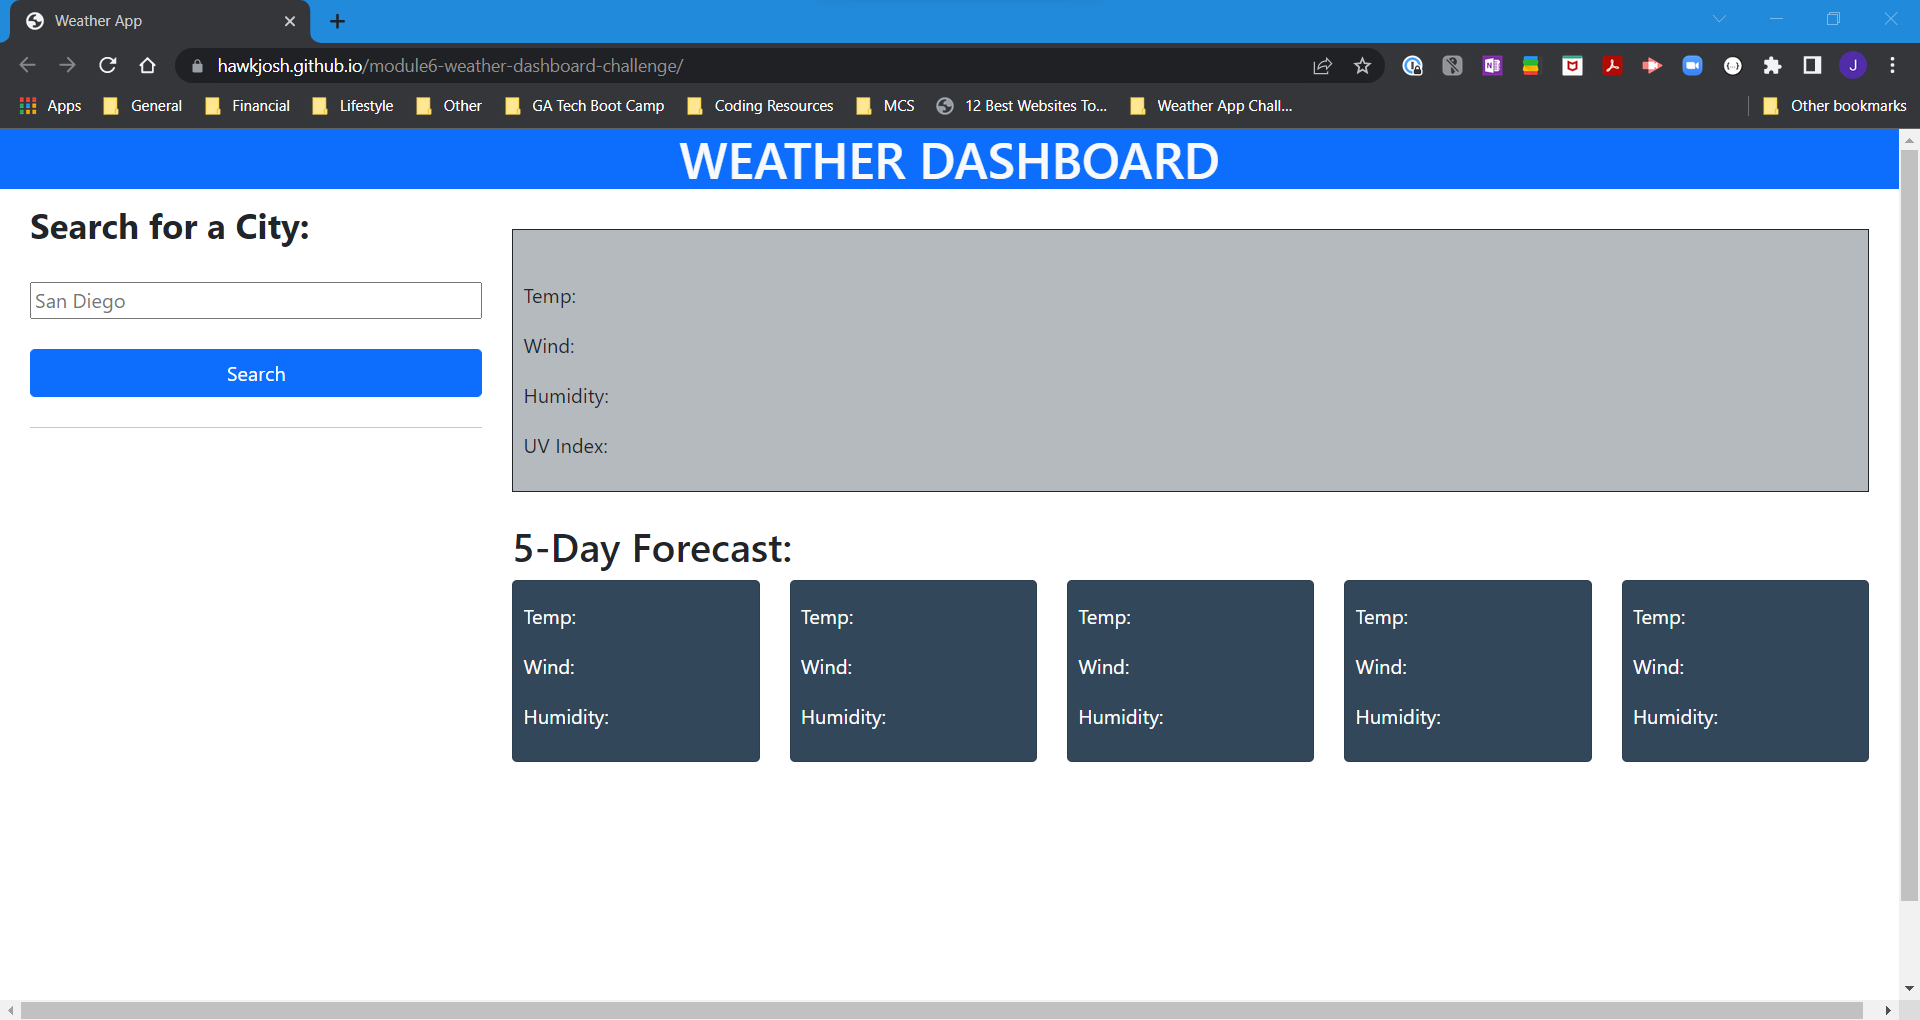 Weather App
hawkjosh.github.io/module6-weather-dashboard-challenge/
J
Apps General Financial Lifestyle Other GA Tech Boot Camp Coding Resources MCS 12 Best Websites To... Weather App Chall... Other bookmarks
WEATHER DASHBOARD
Search for a City:
San Diego
Search
Temp:
Wind:
Humidity:
UV Index:
5-Day Forecast:
Temp: Temp: Temp: Temp: Temp:
Wind: Wind: Wind: Wind: Wind:
Humidity: Humidity: Humidity: Humidity: Humidity: